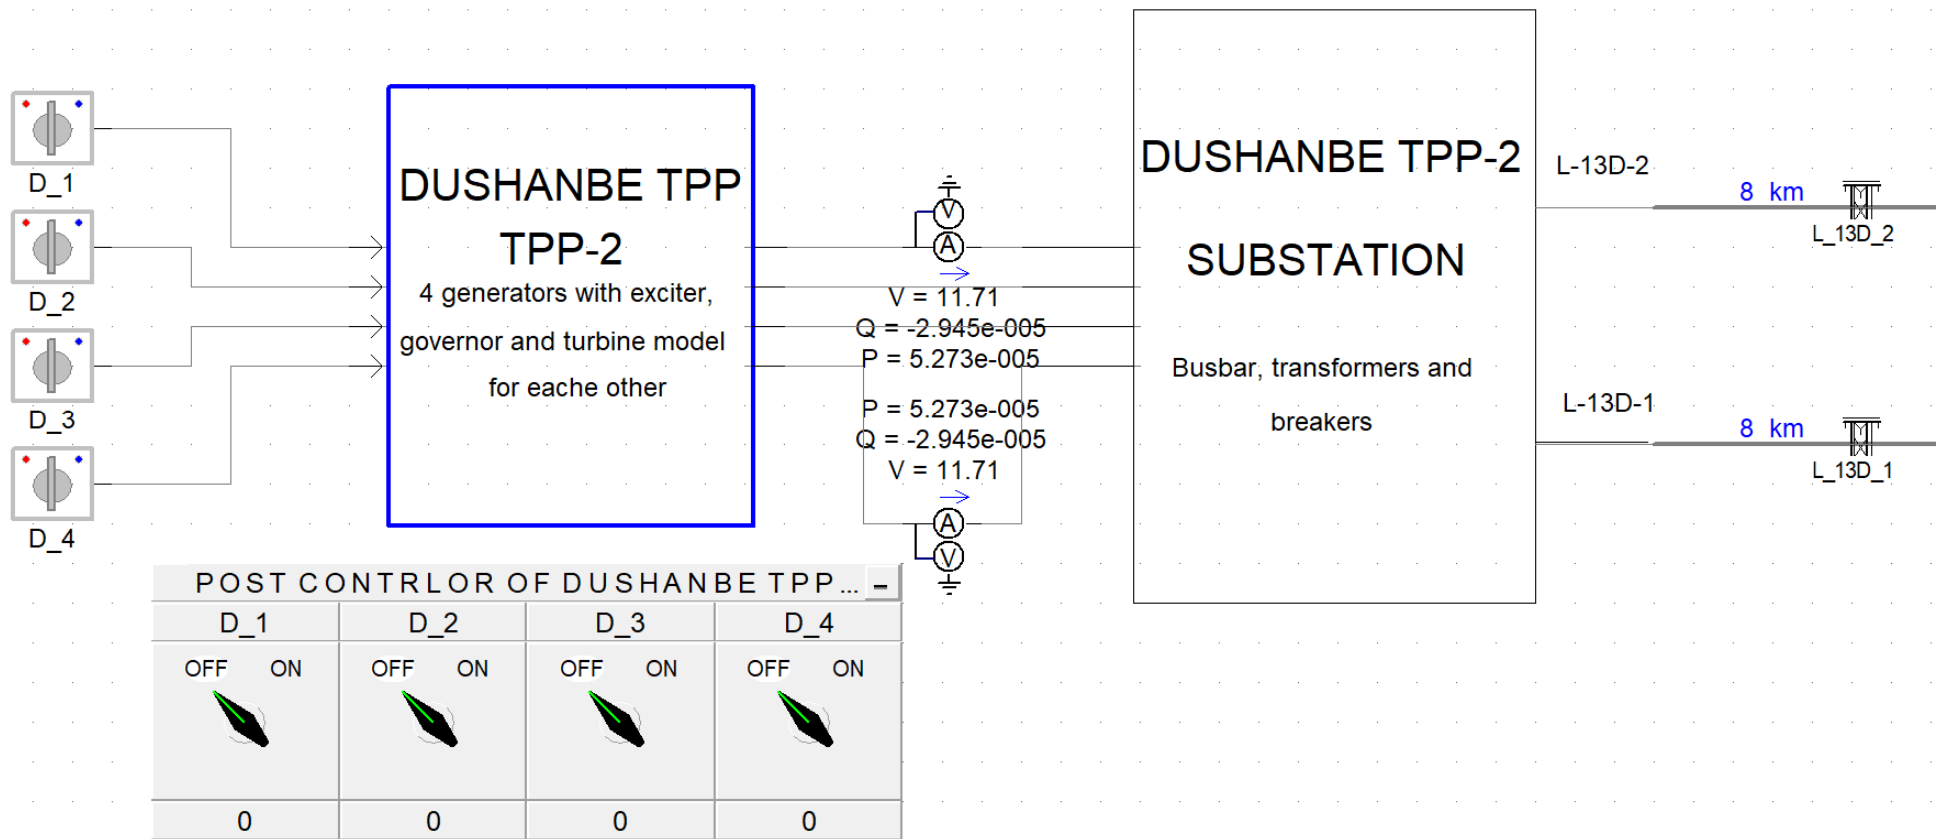 D_1
D_2
D_3
D_4
DUSHANBE TPP
TPP-2
4 generators with exciter,
governor and turbine model
for eache other
V
A
V = 11.71
Q = -2.945e-005
P = 5.273e-005
P = 5.273e-005
Q = -2.945e-005
V = 11.71
A
V
DUSHANBE TPP-2
SUBSTATION
Busbar, transformers and
breakers
L-13D-2
8 km
L_13D_2
L-13D-1
8 km
L_13D_1
POST CONTRLOR OF DUSHANBE TPP...
D_1 D_2 D_3 D_4
OFF ON OFF ON OFF ON OFF ON
0 0 0 0